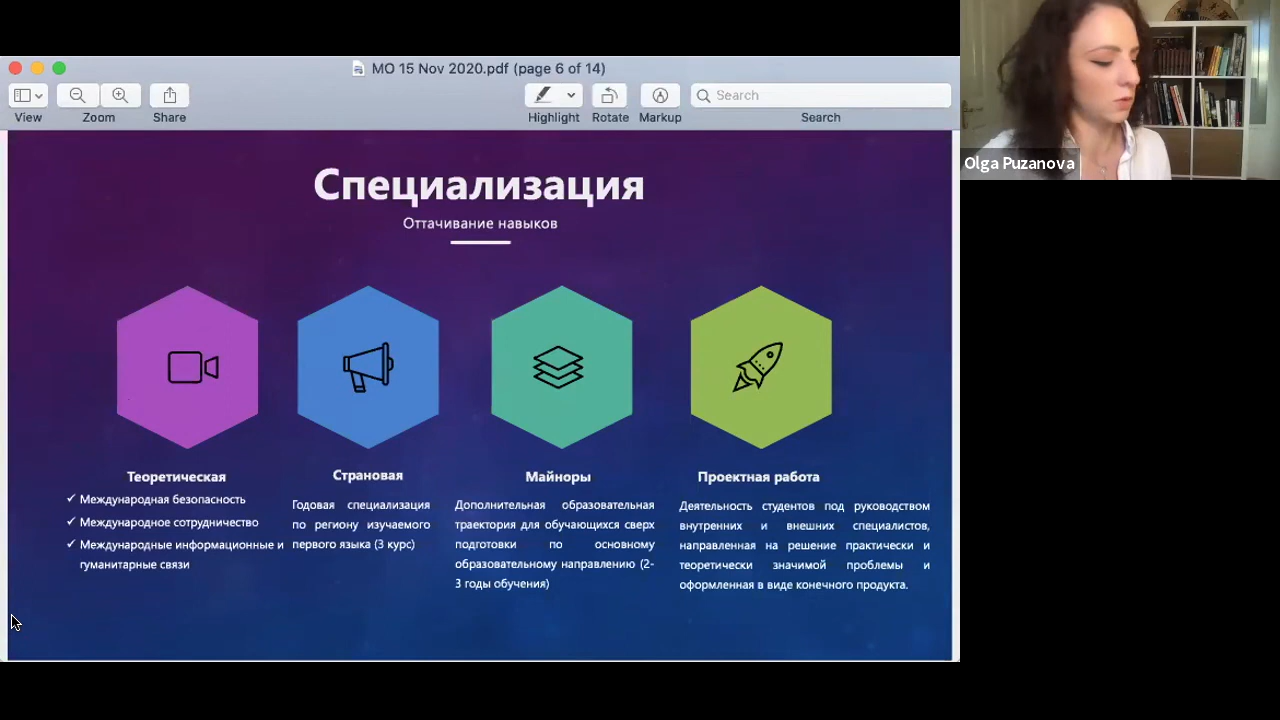 MO 15 Nov 2020.pdf (page 6 of 14)
Search
View
Zoom
Share
Highlight
Rotate
Markup
Search
Olga Puzanova
Специализация
Оттачивание навыков
Теоретическая
✓ Международная безопасность
✓ Международное сотрудничество
✓ Международные информационные и
гуманитарные связи
Страновая
Годовая специализация
по региону изучаемого
первого языка (3 курс)
Майноры
Дополнительная образовательная
траектория для обучающихся сверх
подготовки по основному
образовательному направлению (2-
3 годы обучения)
Проектная работа
Деятельность студентов под руководством
внутренних и внешних специалистов,
направленная на решение практически и
теоретически значимой проблемы и
оформленная в виде конечного продукта.